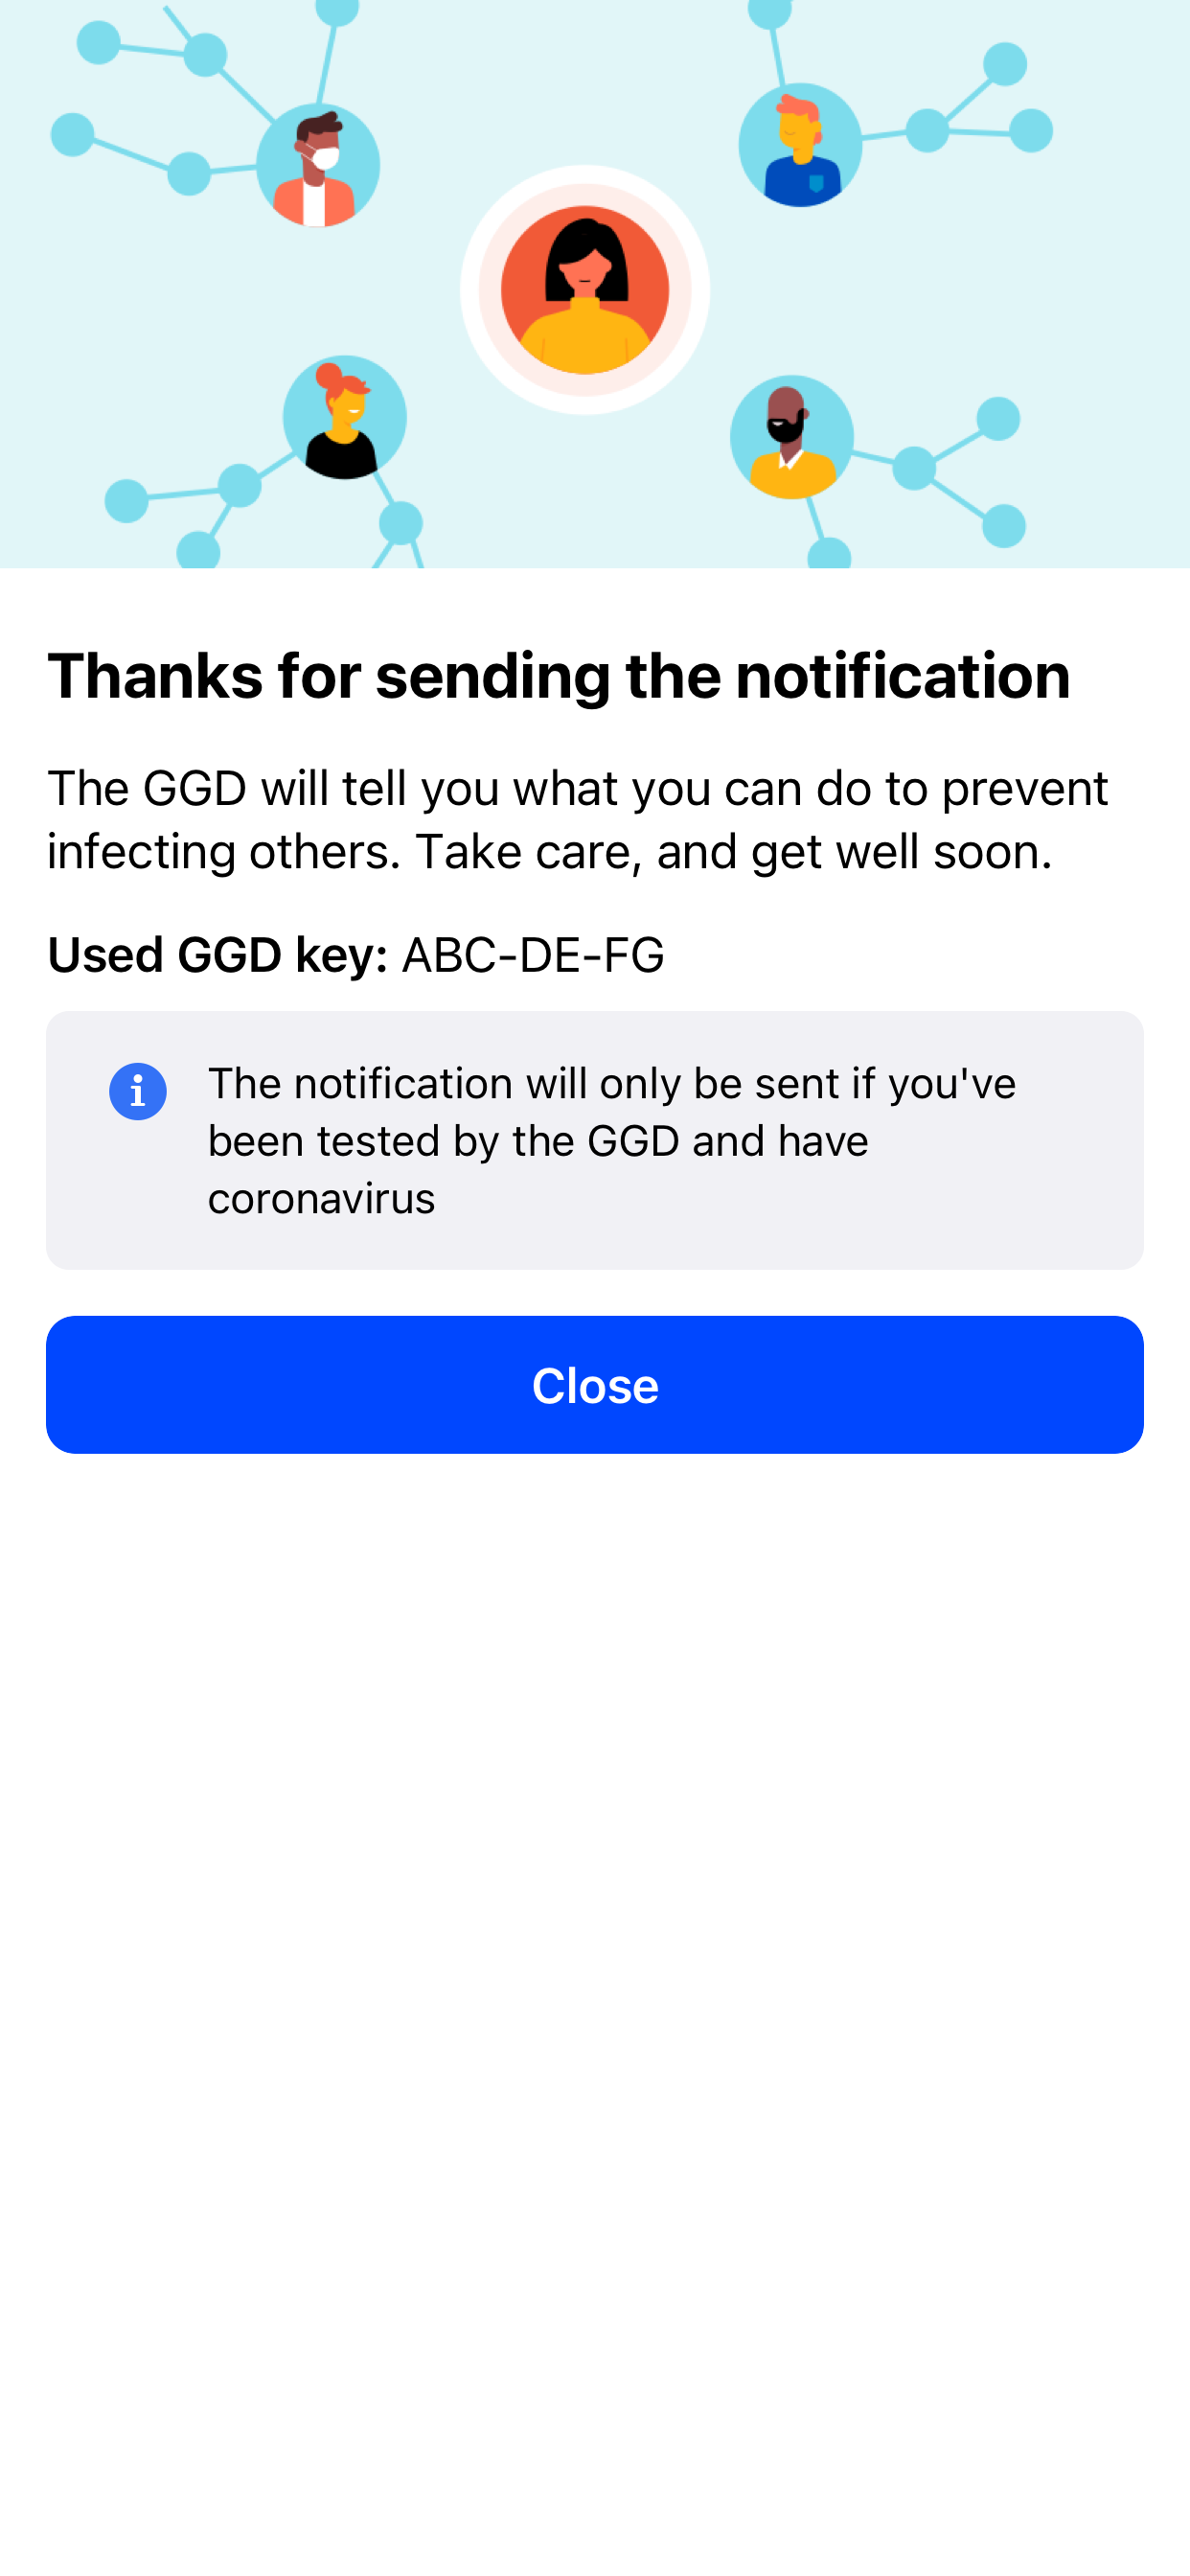 Thanks for sending the notification
The GGD will tell you what you can do to prevent
infecting others. Take care, and get well soon.
Used GGD key: ABC-DE-FG
The notification will only be sent if you've
been tested by the GGD and have
coronavirus
Close